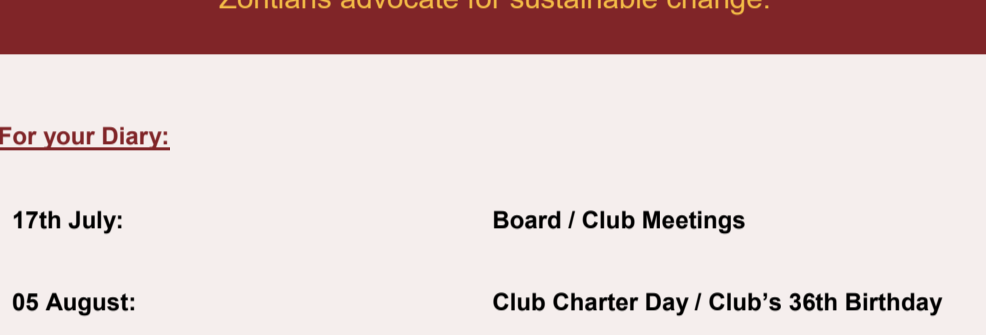 Zontians advocate for sustainable change.
For your Diary:
17th July: Board / Club Meetings
05 August: Club Charter Day / Club’s 36th Birthday